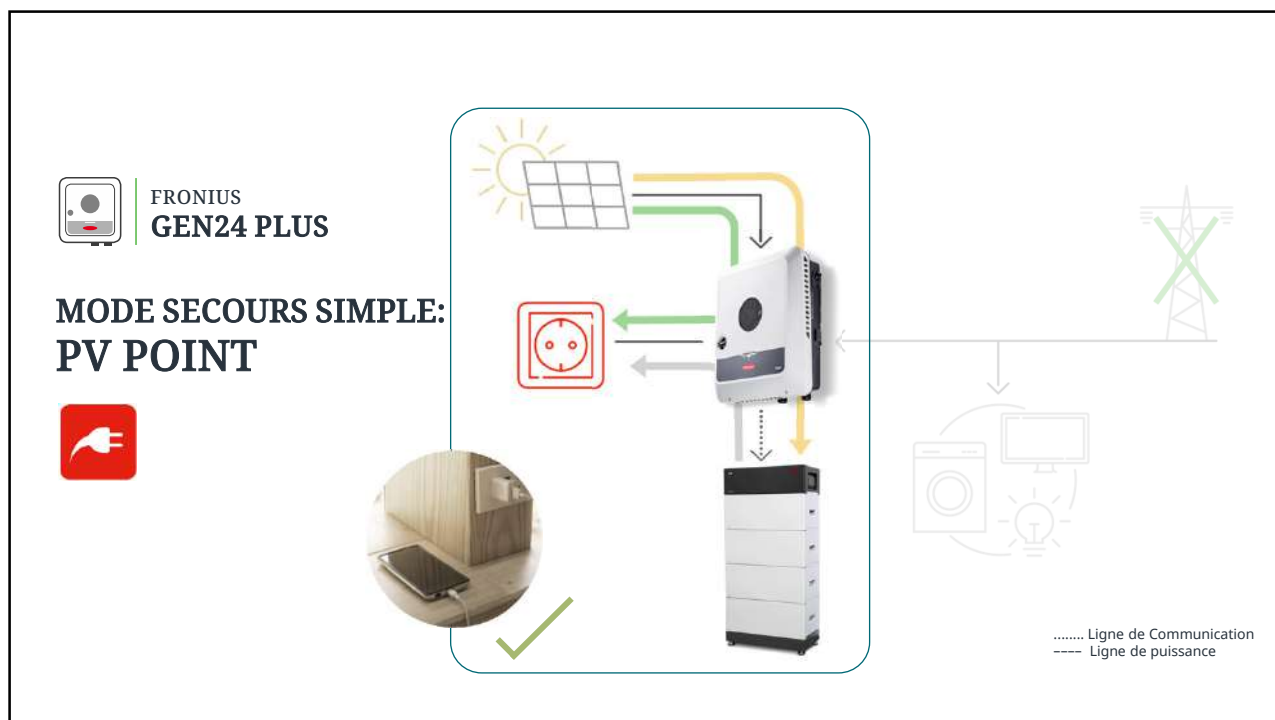 FRONIUS
GEN24 PLUS
MODE SECOURS SIMPLE:
PV POINT
........ Ligne de Communication
---- Ligne de puissance